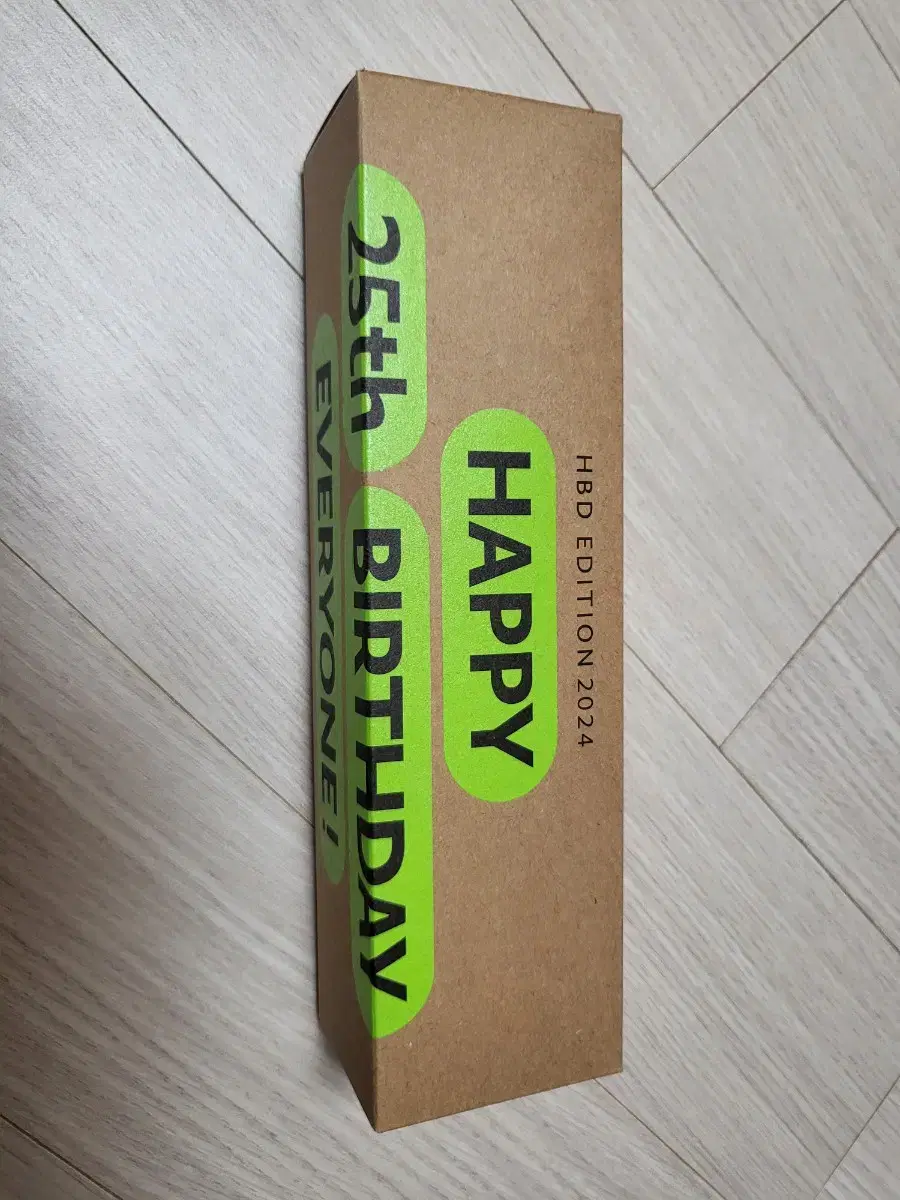 HBD EDITION 2024
HAPPY
25th BIRTHDAY
EVERYONE!